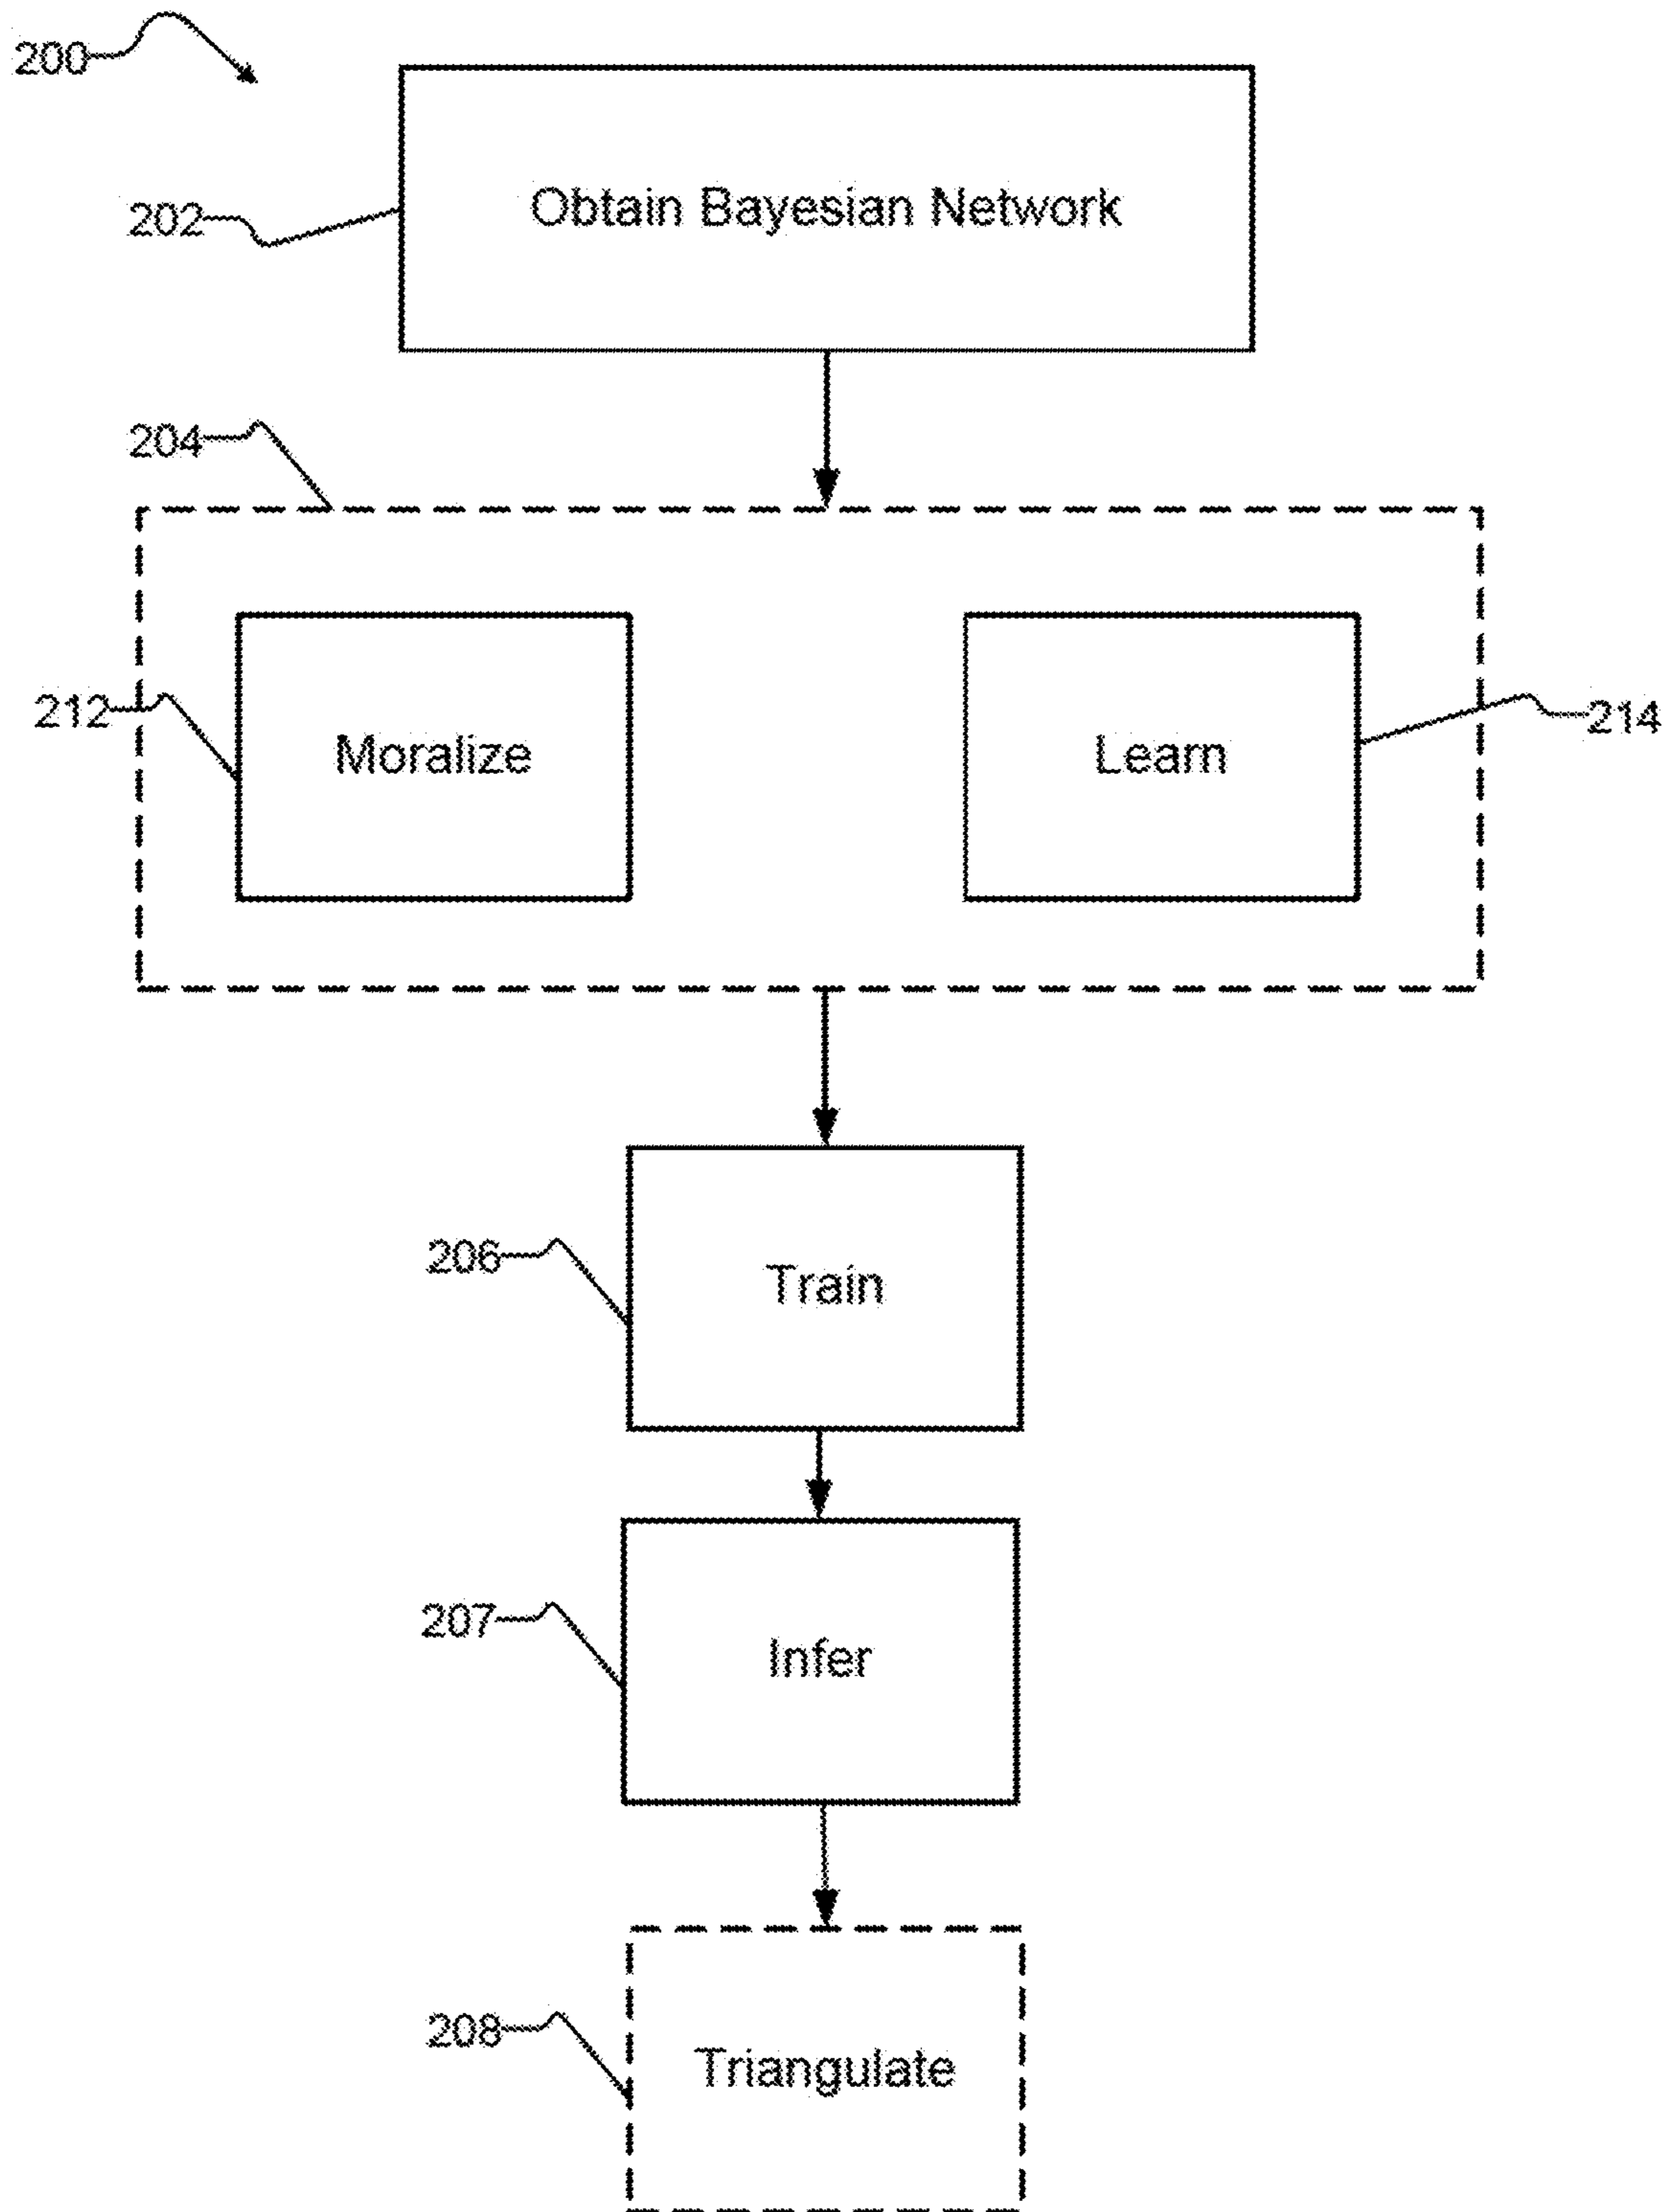 200
Obtain Bayesian Network
202
204
212
Moralize
Learn
214
206
Train
207
Infer
208
Triangulate